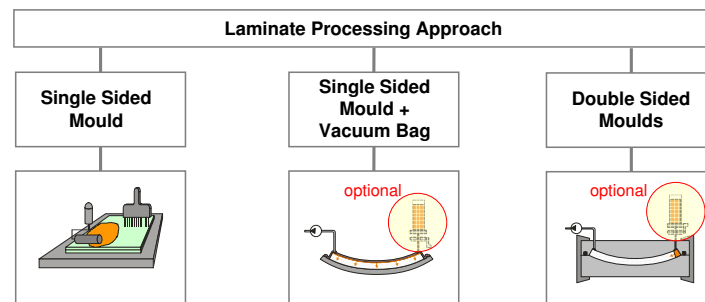 Laminate Processing Approach
Single Sided
Mould
Single Sided
Mould +
Vacuum Bag
Double Sided
Moulds
optional
optional